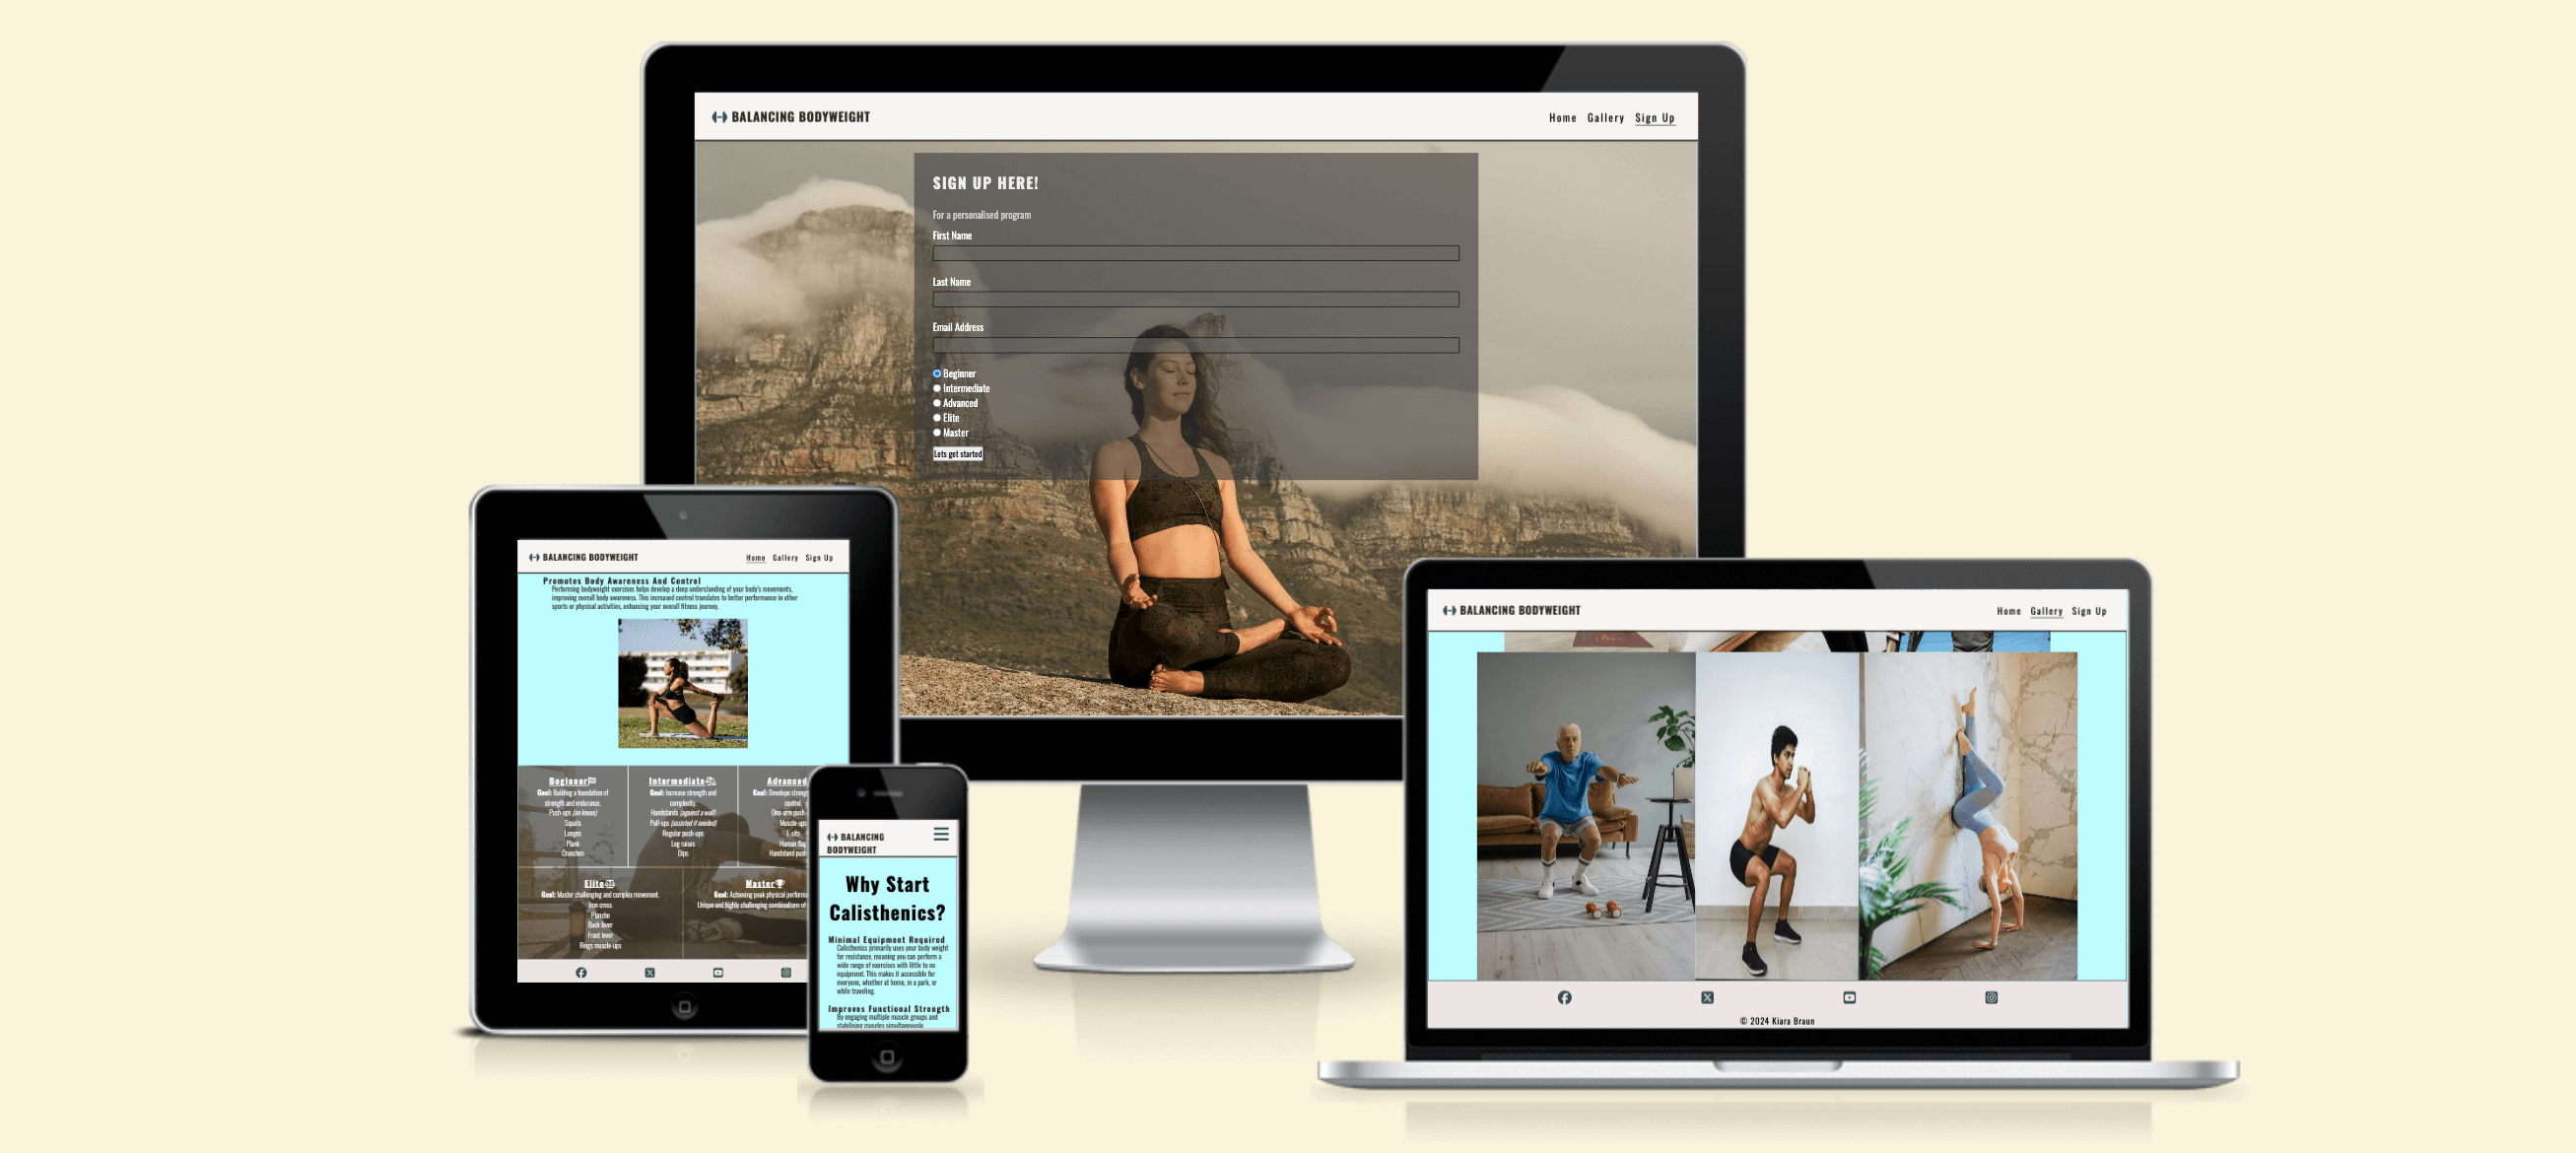 BALANCING BODYWEIGHT
Home Gallery Sign Up
SIGN UP HERE!
For a personalised program
First Name
Last Name
Email Address
Beginner
Intermediate
Advanced
Elite
Master
Lets get started
BALANCING BODYWEIGHT
Home Gallery Sign Up
Promotes Body Awareness And Control
Performing bodyweight exercises helps develop a deep understanding of your body's movements,
improving overall body awareness. This increased control translates to better performance in other
sports or physical activities, enhancing your overall fitness journey.
Beginner
Goal: Building a foundation of
strength and endurance.
Push-ups (on knees)
Squats
Lunges
Plank
Crunches
Intermediate
Goal: Increase strength and
complexity.
Handstands (against a wall)
Pull-ups (assisted if needed)
Regular push-ups
Leg raises
Dips
Advanced
Goal: Develope streng
control.
One-arm push
Muscle-ups
L-sits
Human flag
Handstand push
Elite
Goal: Master challenging and complex movement.
Iron cross
Planche
Back lever
Front lever
Rings muscle-ups
Master
Goal: Achieving peak physical performa
Unique and highly challenging combinations of
BALANCING
BODYWEIGHT
Why Start
Calisthenics?
Minimal Equipment Required
Calisthenics primarily uses your body weight
for resistance, meaning you can perform a
wide range of exercises with little to no
equipment. This makes it accessible for
everyone, whether at home, in a park, or
while traveling.
Improves Functional Strength
By engaging multiple muscle groups and
stabilising muscles simultaneously,
BALANCING BODYWEIGHT
Home Gallery Sign Up
© 2024 Kiara Braun